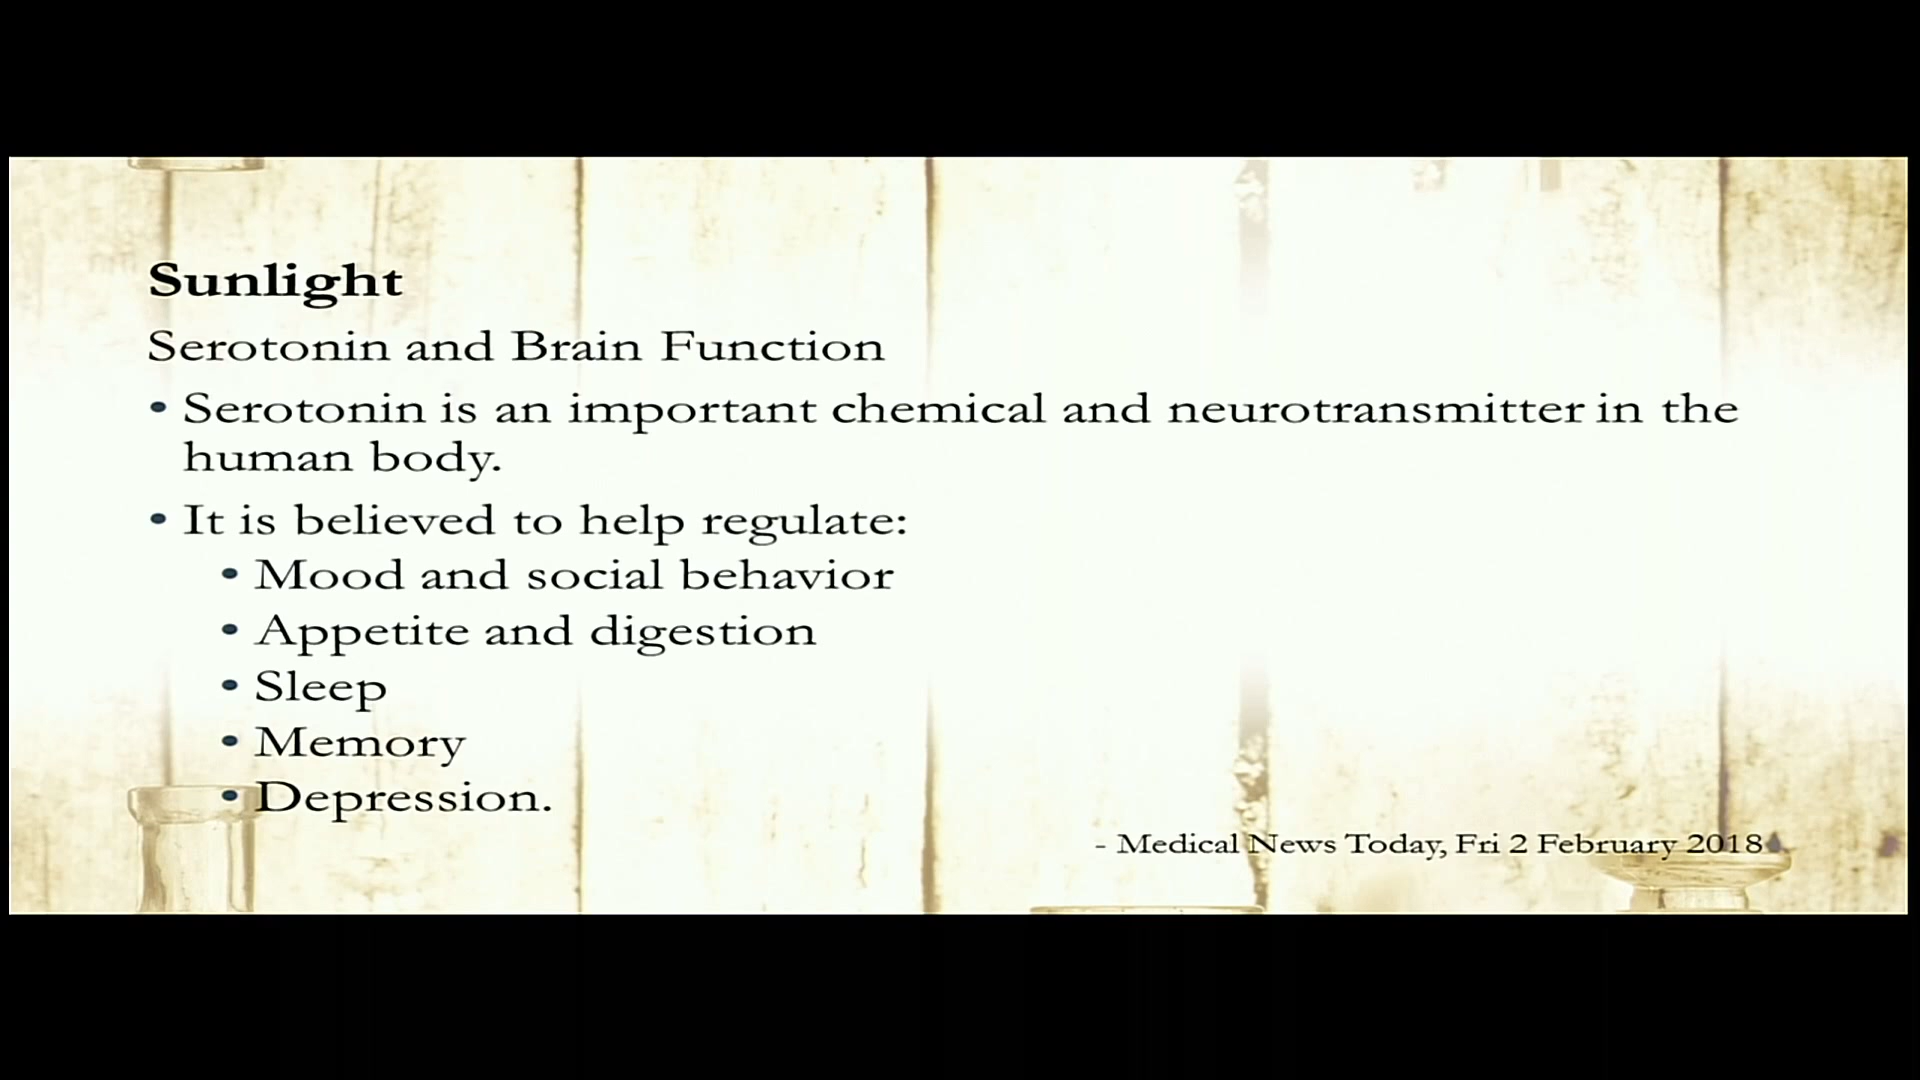 Sunlight
Serotonin and Brain Function
• Serotonin is an important chemical and neurotransmitter in the
human body.
• It is believed to help regulate:
• Mood and social behavior
• Appetite and digestion
• Sleep
• Memory
• Depression.
- Medical News Today, Fri 2 February 2018